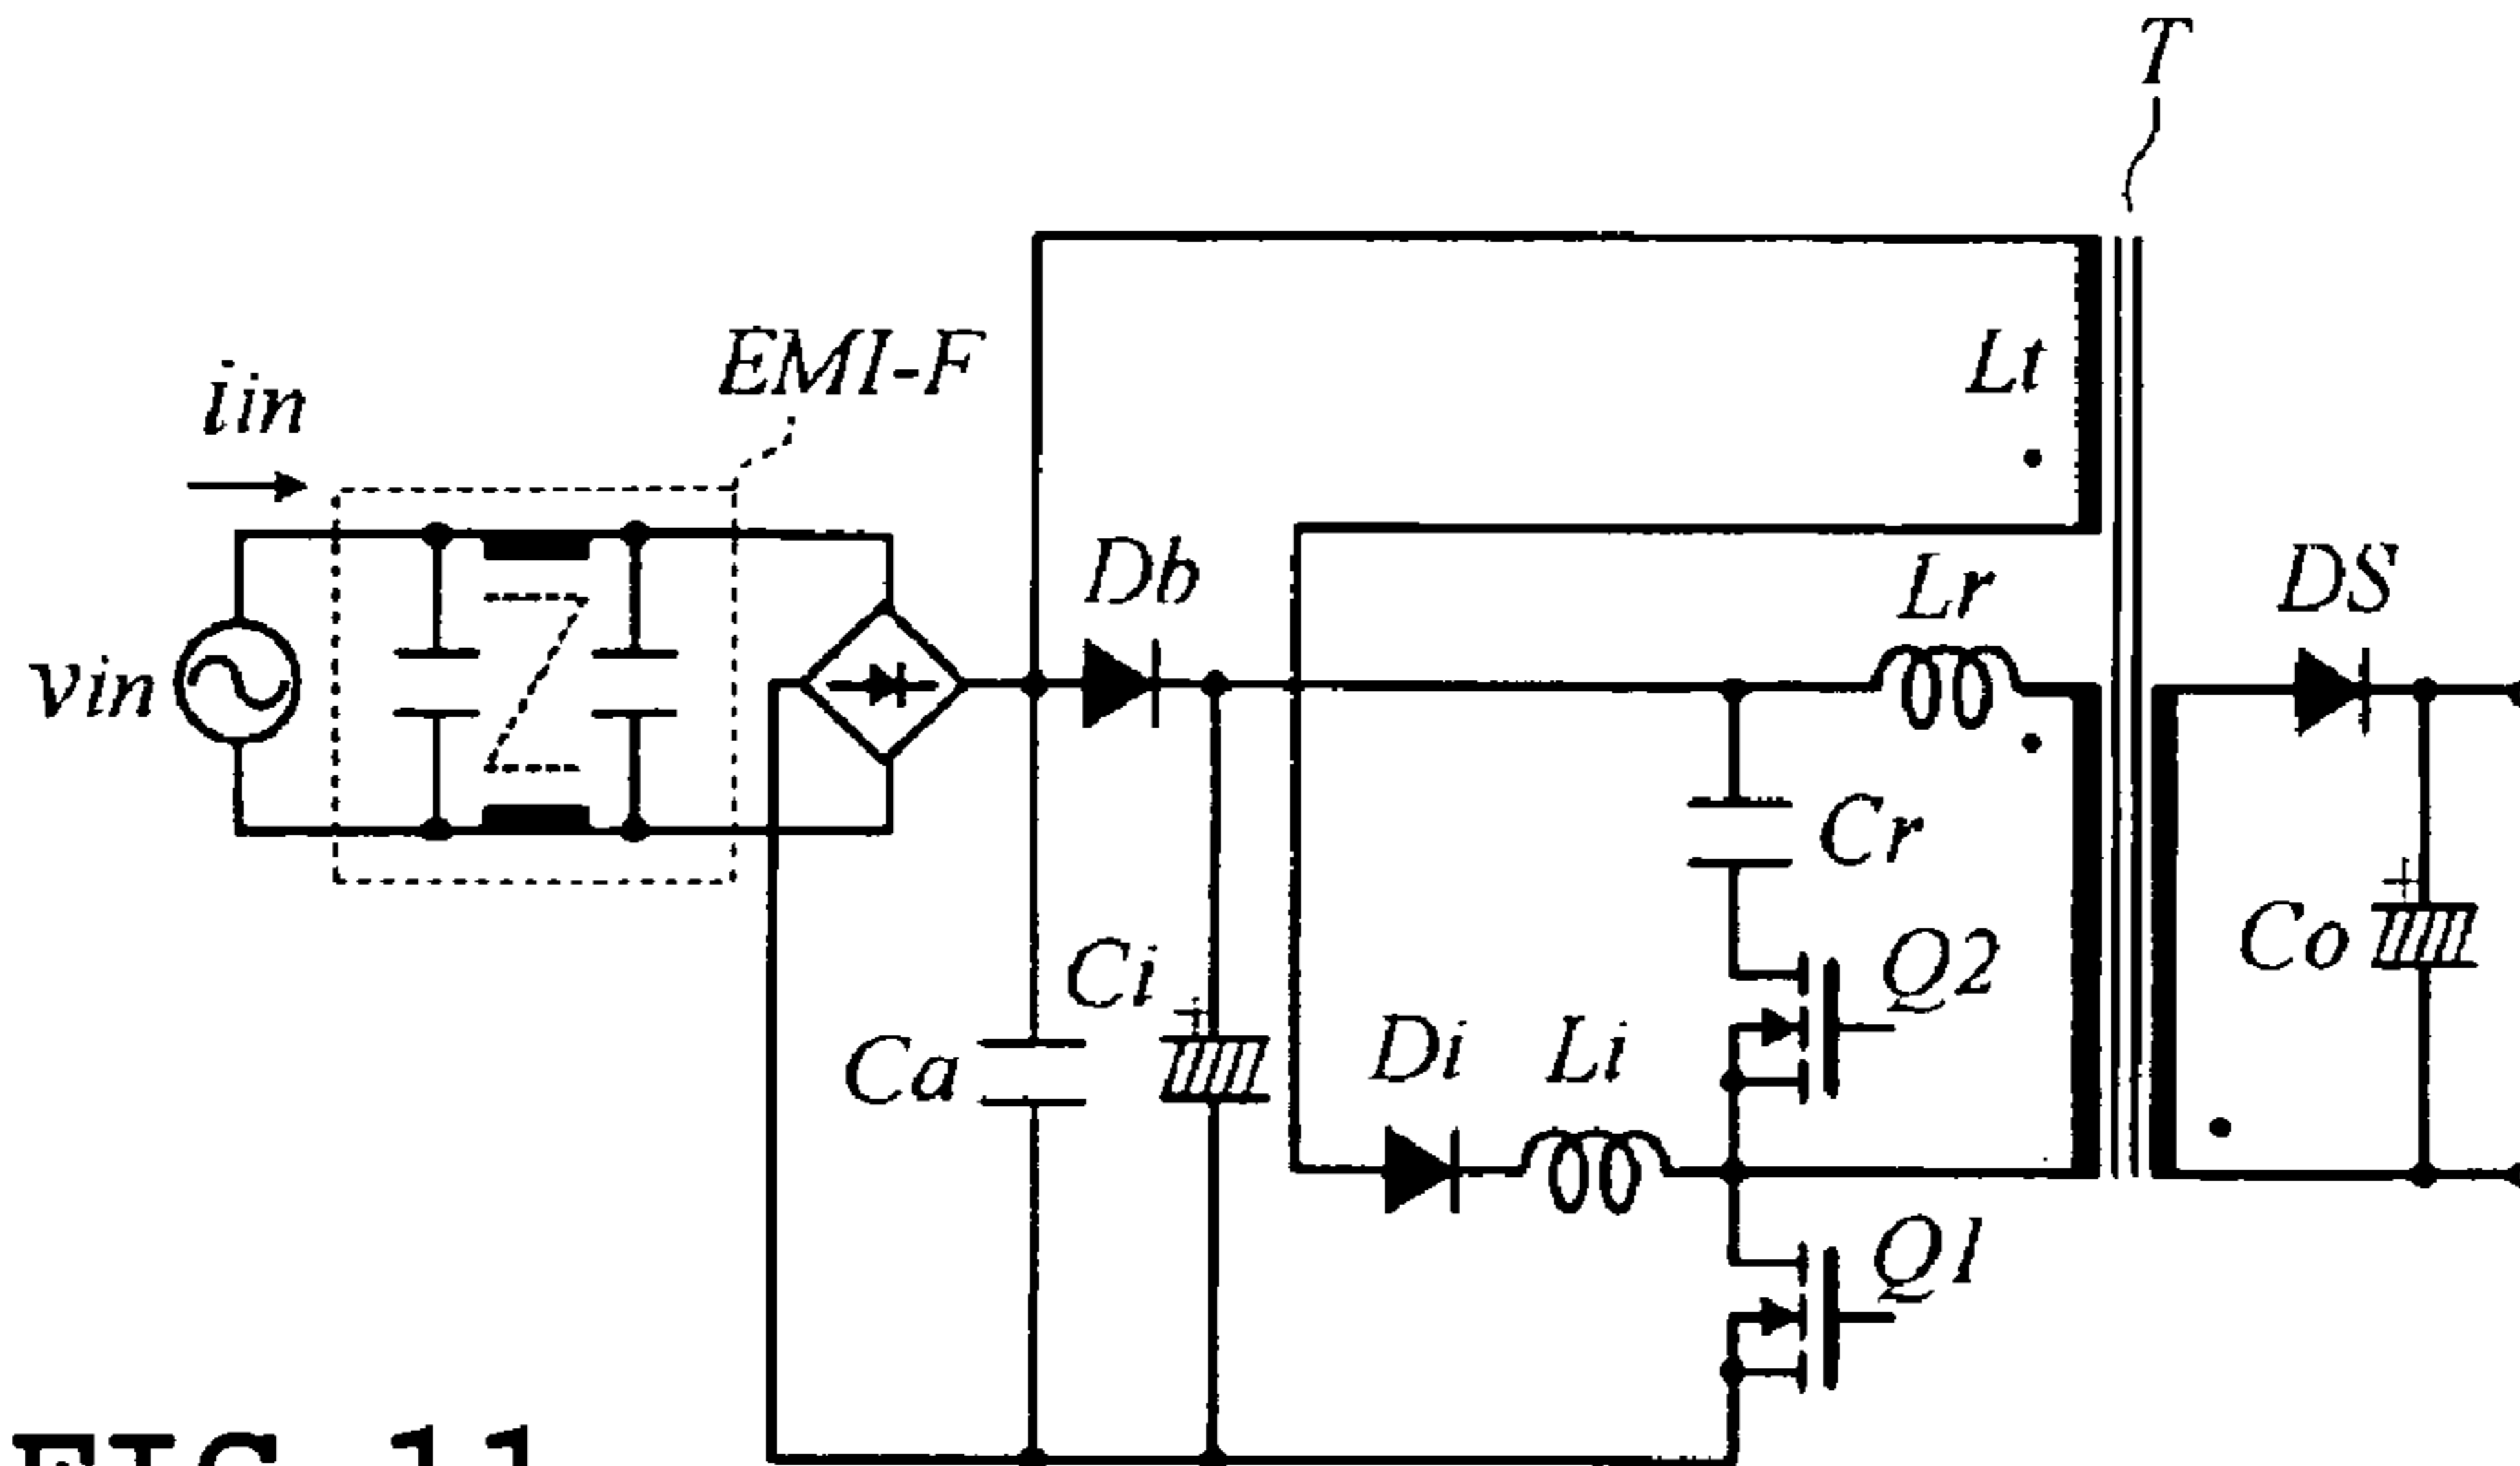 T
EMI-F
Lt
iin
Db
Lr
DS
vin
Cr
Ci
Q2
Co
Ca
Di
Li
Q1
FIG. 11